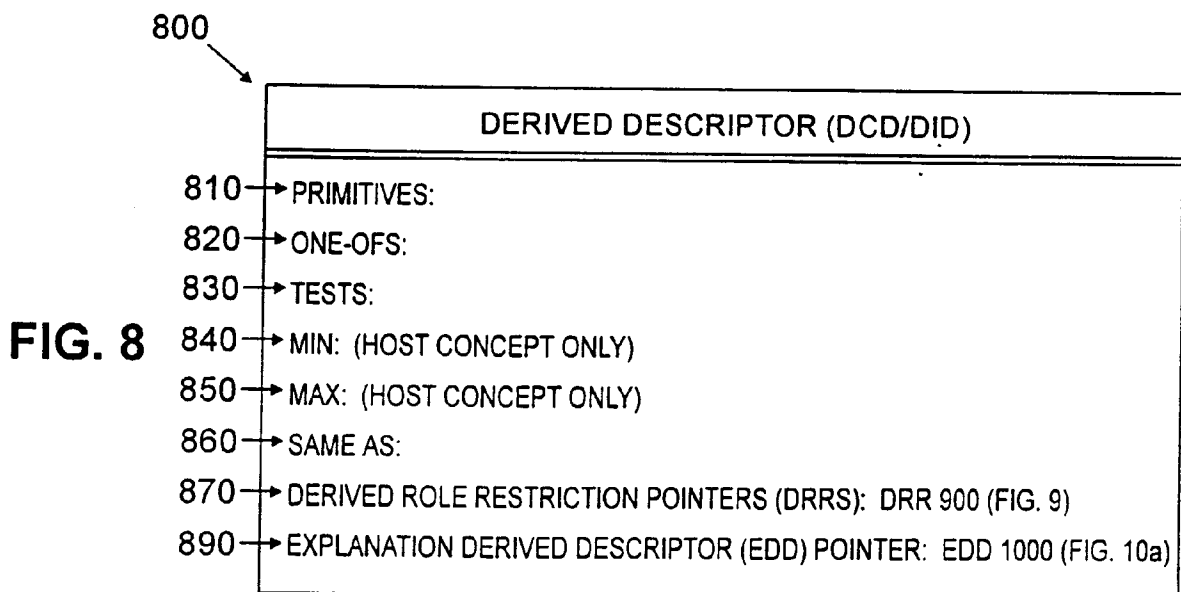 800
DERIVED DESCRIPTOR (DCD/DID)
810 PRIMITIVES:
820 ONE-OFS:
830 TESTS:
FIG. 8 840 MIN: (HOST CONCEPT ONLY)
850 MAX: (HOST CONCEPT ONLY)
860 SAME AS:
870 DERIVED ROLE RESTRICTION POINTERS (DRRS): DRR 900 (FIG. 9)
890 EXPLANATION DERIVED DESCRIPTOR (EDD) POINTER: EDD 1000 (FIG. 10a)